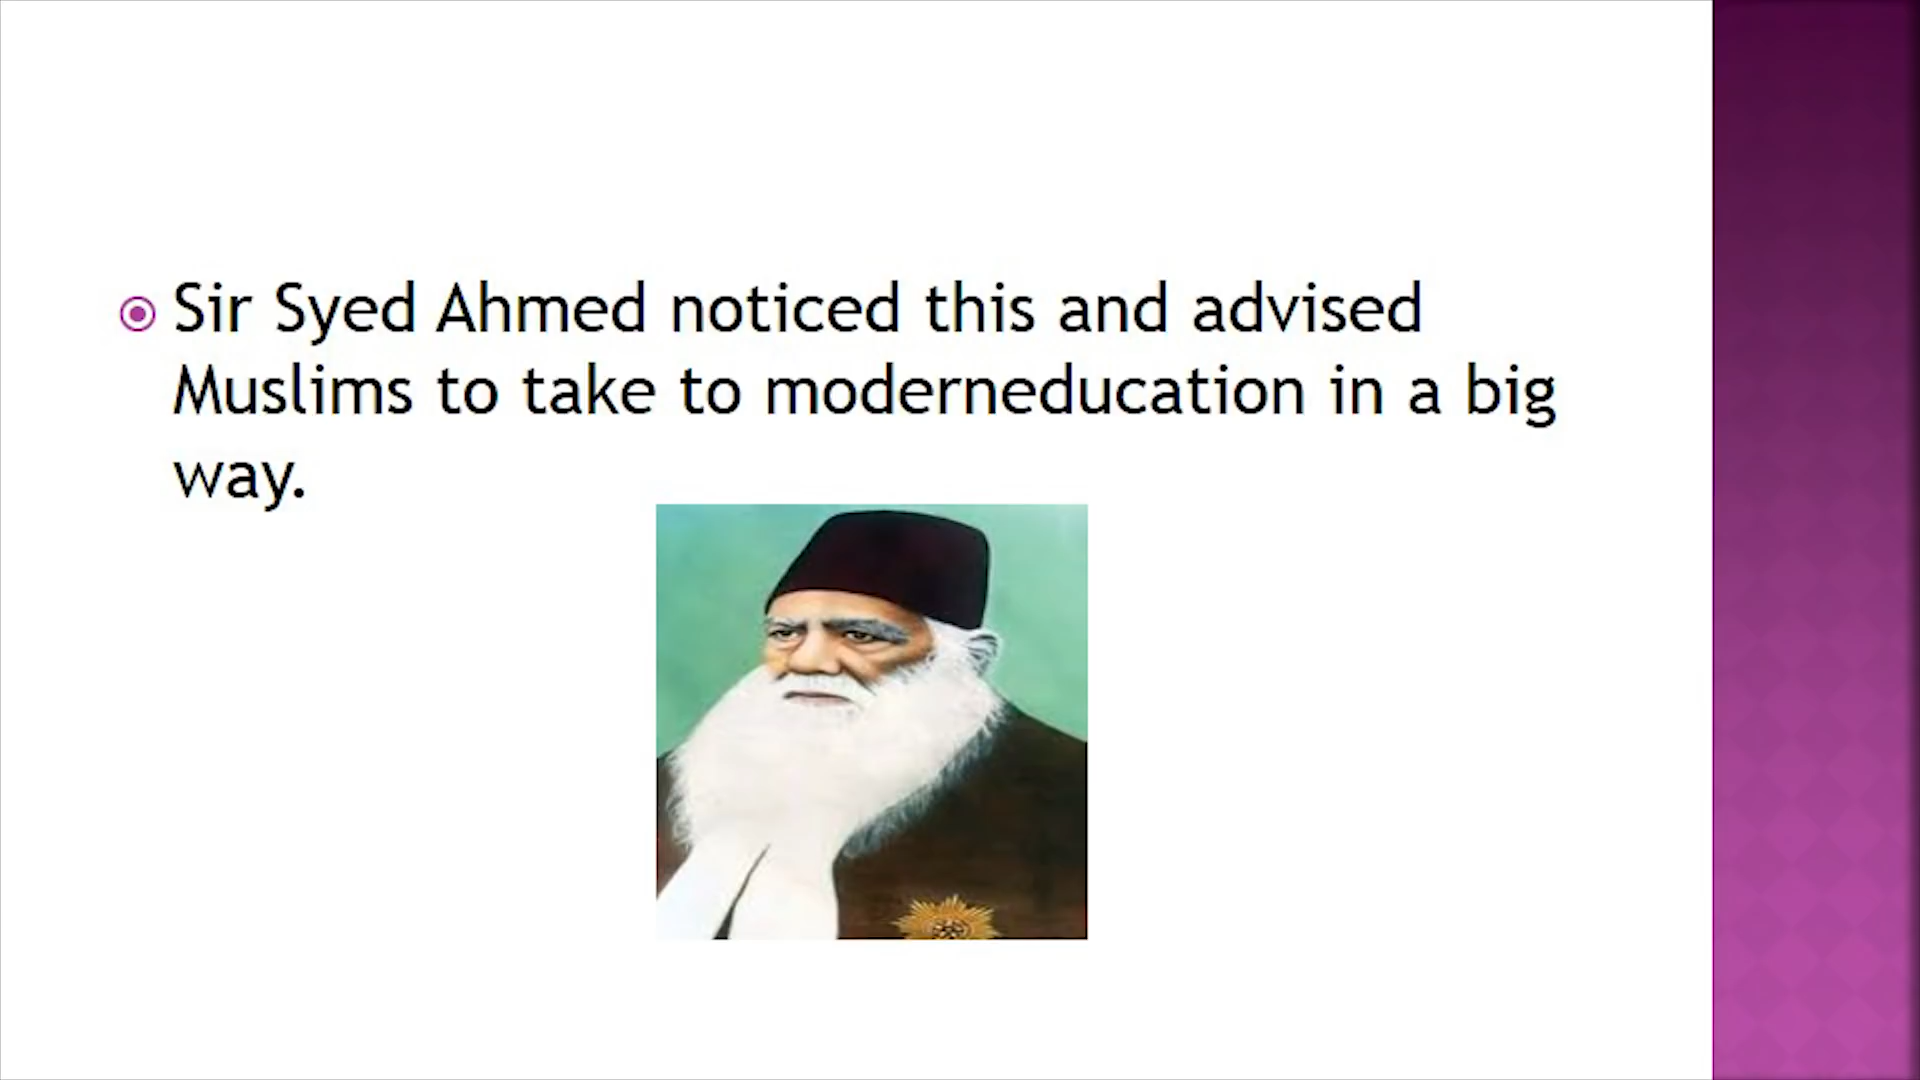 Sir Syed Ahmed noticed this and advised
Muslims to take to moderneducation in a big
way.